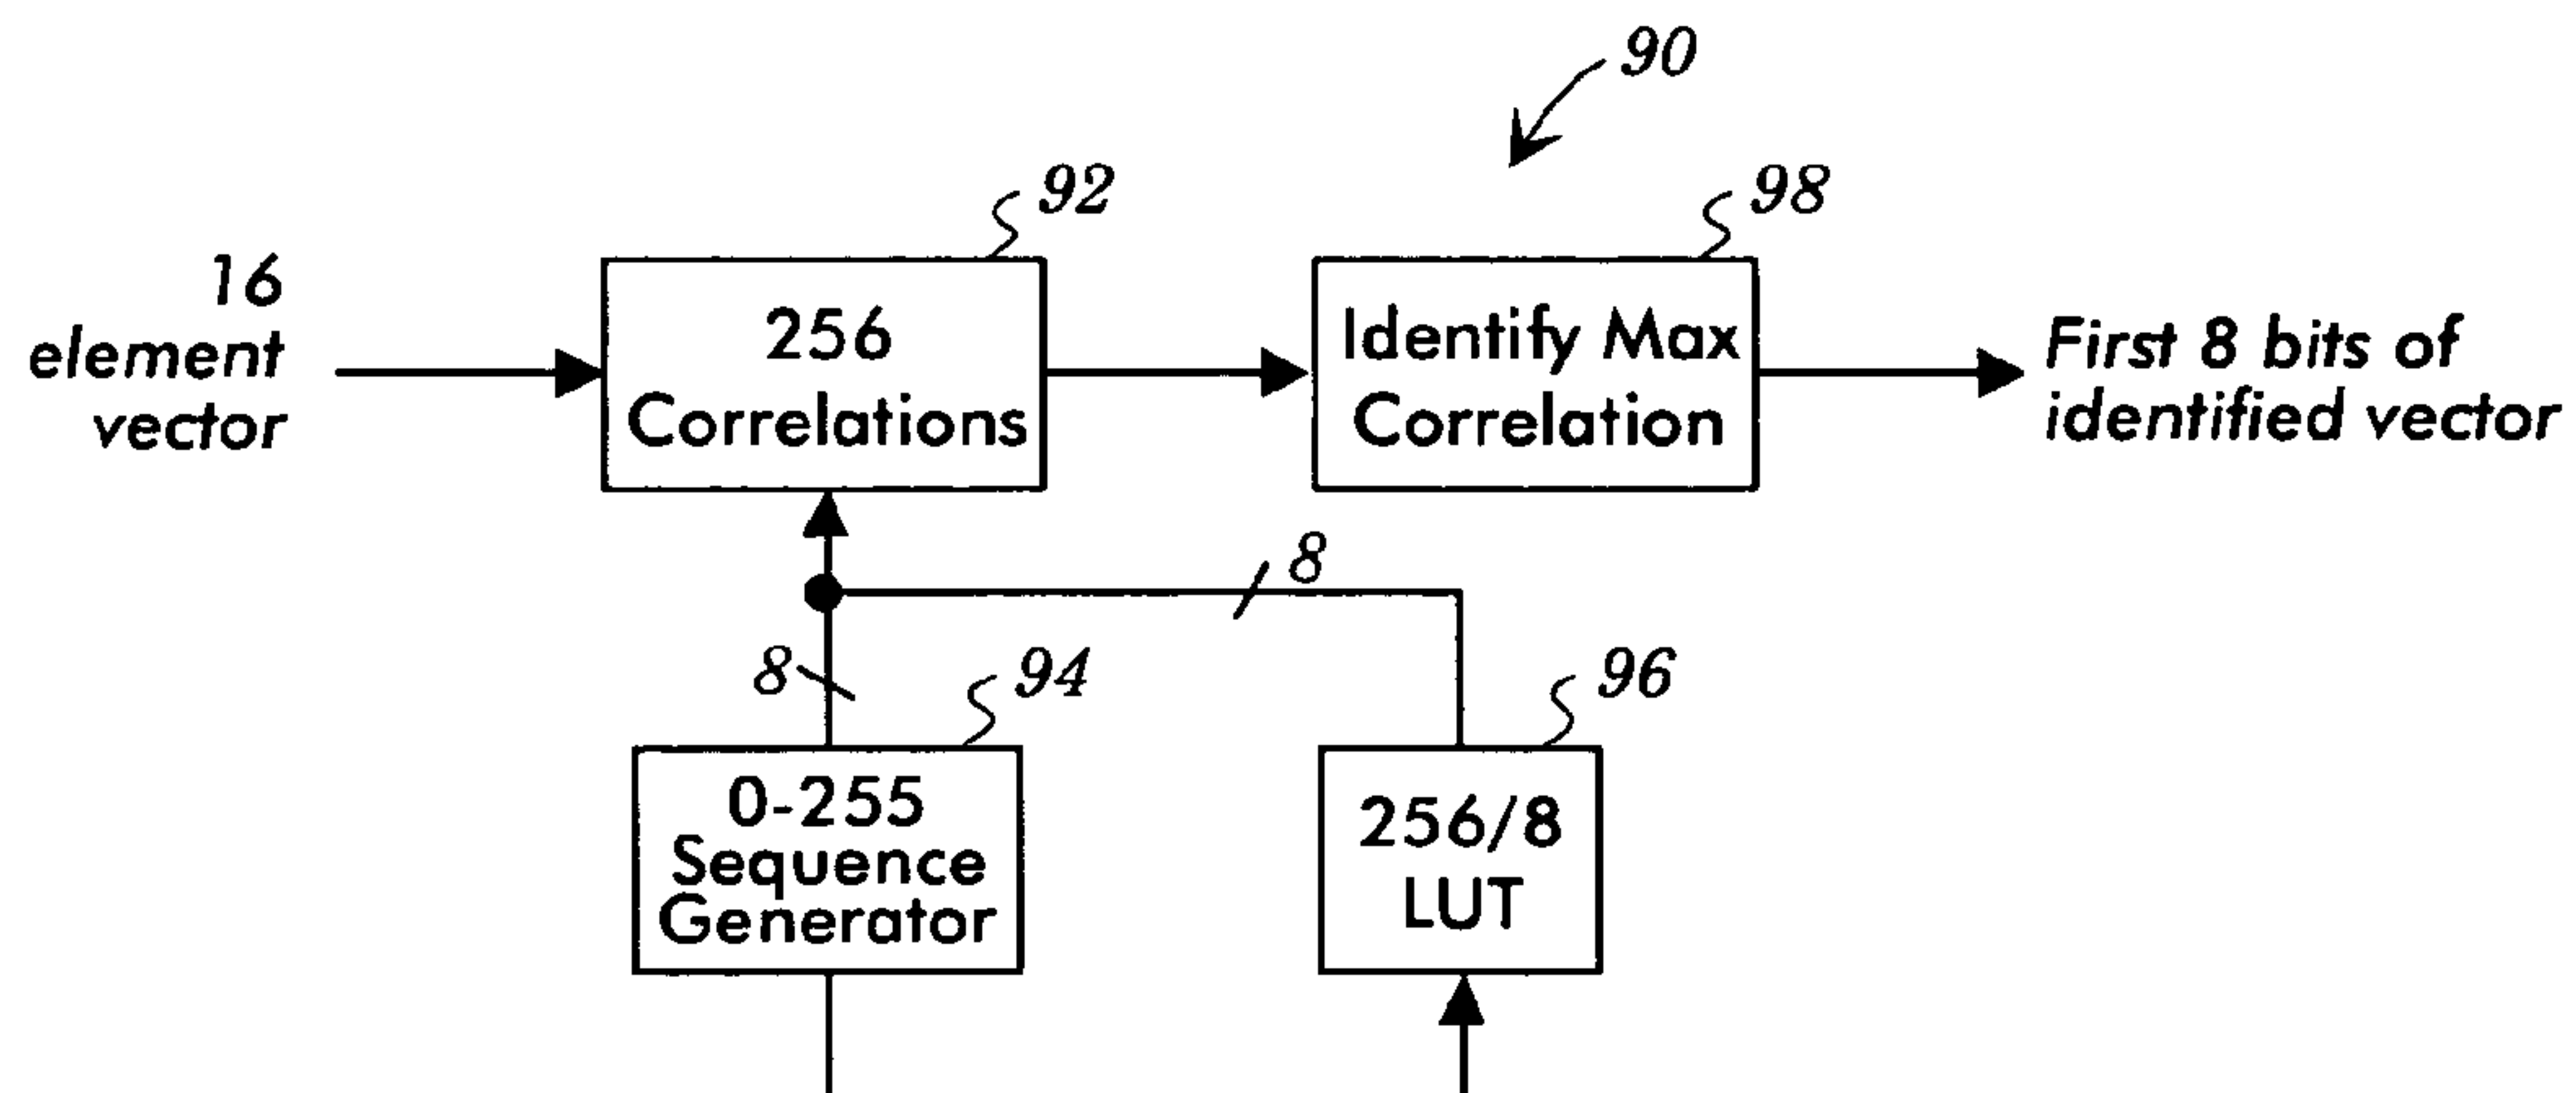 90
92
98
16
element
vector
256
Correlations
Identify Max
Correlation
First 8 bits of
identified vector
8
8
94
96
0-255
Sequence
Generator
256/8
LUT